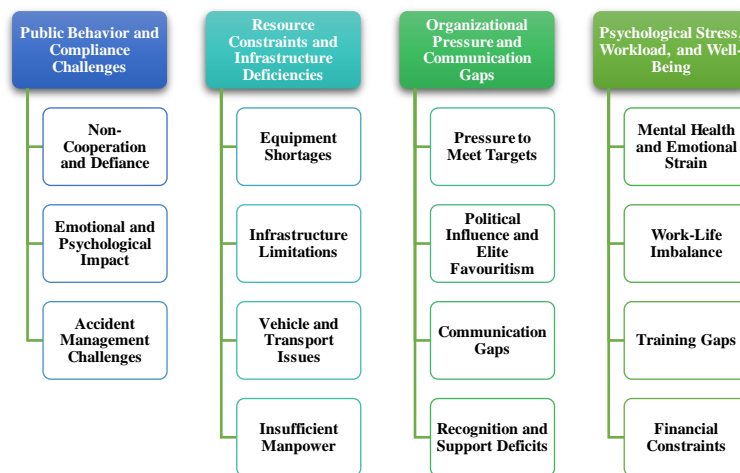 Public Behavior and
Compliance
Challenges
Non-
Cooperation
and Defiance
Emotional and
Psychological
Impact
Accident
Management
Challenges
Resource
Constraints and
Infrastructure
Deficiencies
Equipment
Shortages
Infrastructure
Limitations
Vehicle and
Transport
Issues
Insufficient
Manpower
Organizational
Pressure and
Communication
Gaps
Pressure to
Meet Targets
Political
Influence and
Elite
Favouritism
Communication
Gaps
Recognition and
Support Deficits
Psychological Stress,
Workload, and Well-
Being
Mental Health
and Emotional
Strain
Work-Life
Imbalance
Training Gaps
Financial
Constraints